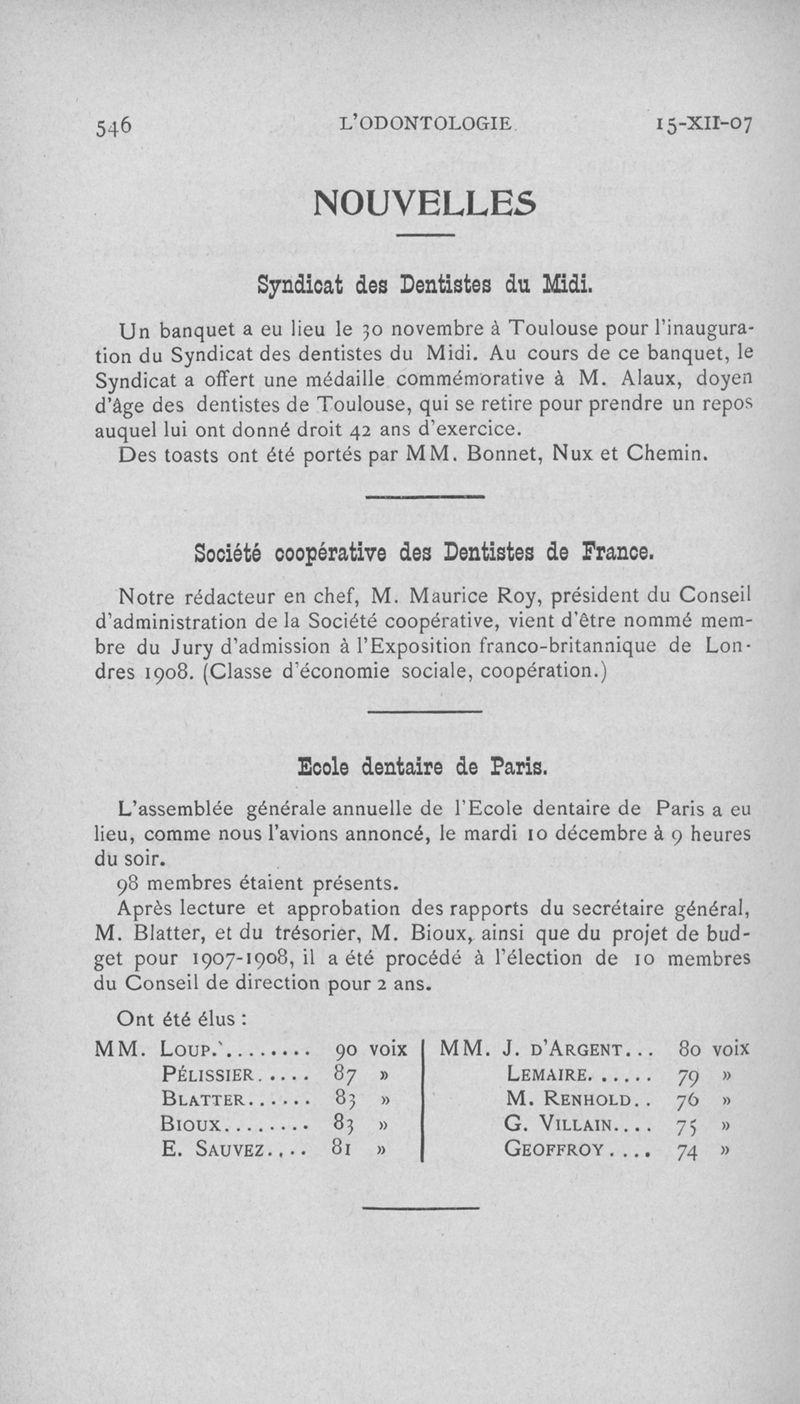 546 L'ODONTOLOGIE 15-XII-07
NOUVELLES
Syndicat des Dentistes du Midi.
Un banquet a eu lieu le 30 novembre à Toulouse pour l'inaugura-
tion du Syndicat des dentistes du Midi. Au cours de ce banquet, le
Syndicat a offert une médaille commémorative à M. Alaux, doyen
d'âge des dentistes de Toulouse, qui se retire pour prendre un repos
auquel lui ont donné droit 42 ans d'exercice.
Des toasts ont été portés par MM. Bonnet, Nux et Chemin.
Société coopérative des Dentistes de France.
Notre rédacteur en chef, M. Maurice Roy, président du Conseil
d'administration de la Société coopérative, vient d'être nommé mem-
bre du Jury d'admission à l'Exposition franco-britannique de Lon-
dres 1908. (Classe d'économie sociale, coopération.)
Ecole dentaire de Paris.
L'assemblée générale annuelle de l'Ecole dentaire de Paris a eu
lieu, comme nous l'avions annoncé, le mardi 10 décembre à 9 heures
du soir.
98 membres étaient présents.
Après lecture et approbation des rapports du secrétaire général,
M. Blatter, et du trésorier, M. Bioux, ainsi que du projet de bud-
get pour 1907-1908, il a été procédé à l'élection de 10 membres
du Conseil de direction pour 2 ans.
Ont été élus :
MM. LOUP......... 90 voix MM. J. D'ARGENT... 80 voix
PÉLISSIER..... 87 » LEMAIRE...... 79 »
BLATTER...... 83 » M. RENHOLD.. 76 »
BIOUX........ 83 » G. VILLAIN.... 75 »
E. SAUVEZ.... 81 » GEOFFROY.... 74 »